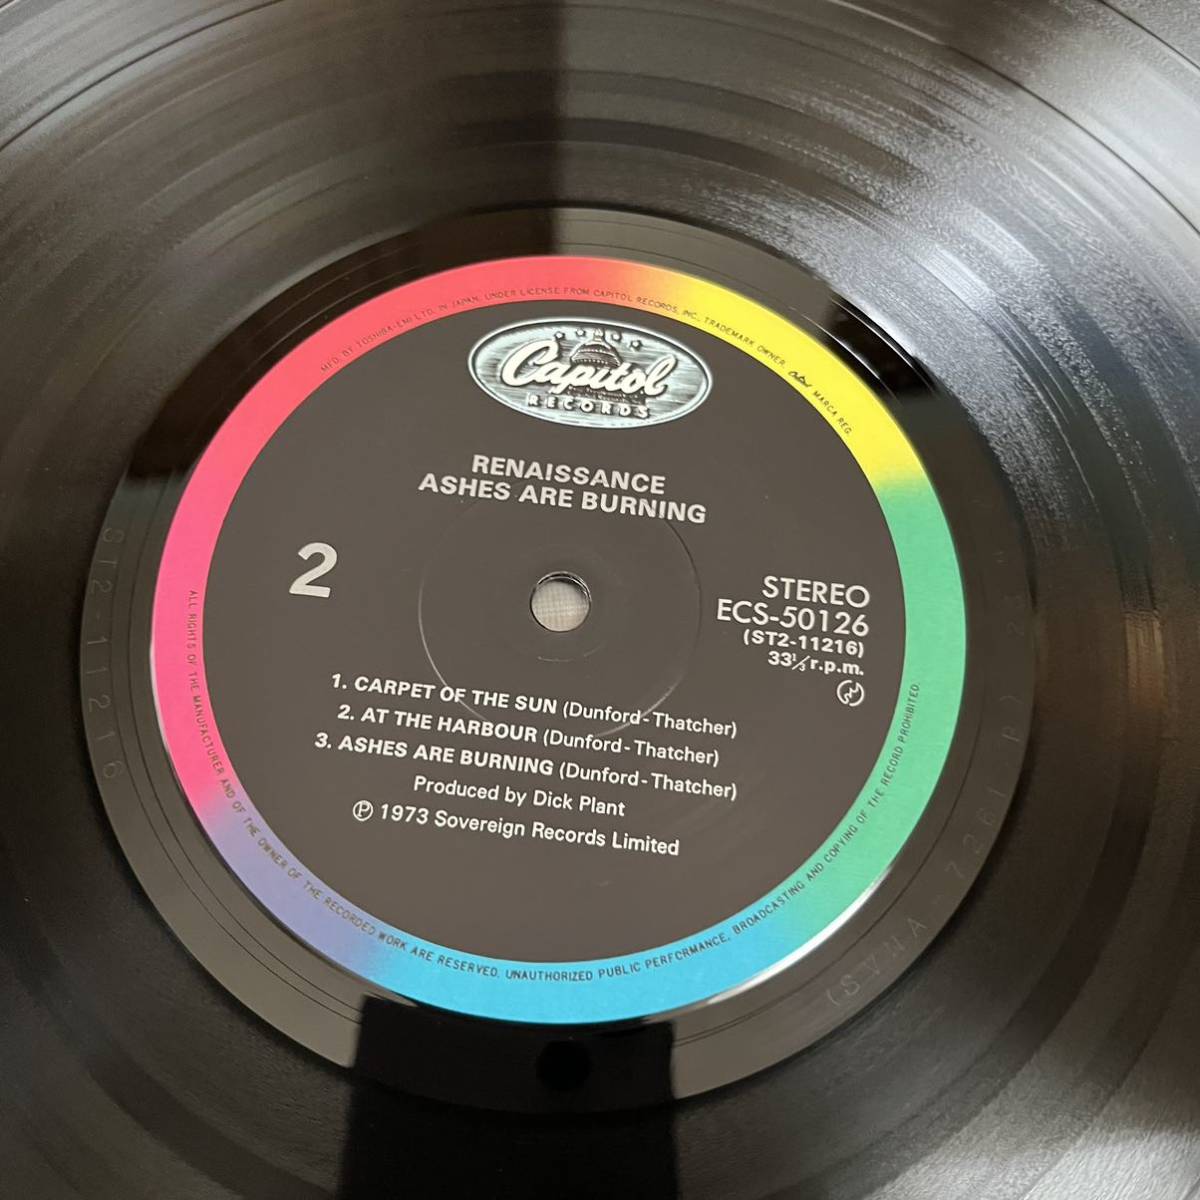 MFD. BY TOSHIBA-EMI LTD. IN JAPAN, UNDER LICENSE FROM CAPITOL RECORDS, INC., TRADEMARK OWNER Capitol MARCA REG.
Capitol
RECORDS
RENAISSANCE
ASHES ARE BURNING
2
STEREO
ECS-50126
(ST2-11216)
33⅓r.p.m.
1. CARPET OF THE SUN (Dunford-Thatcher)
2. AT THE HARBOUR (Dunford-Thatcher)
3. ASHES ARE BURNING (Dunford-Thatcher)
Produced by Dick Plant
Ⓟ 1973 Sovereign Records Limited
ALL RIGHTS OF THE MANUFACTURER AND OF THE OWNER OF THE RECORDED WORK ARE RESERVED. UNAUTHORIZED PUBLIC PERFORMANCE, BROADCASTING AND COPYING OF THE RECORD PROHIBITED.
ST2-11216